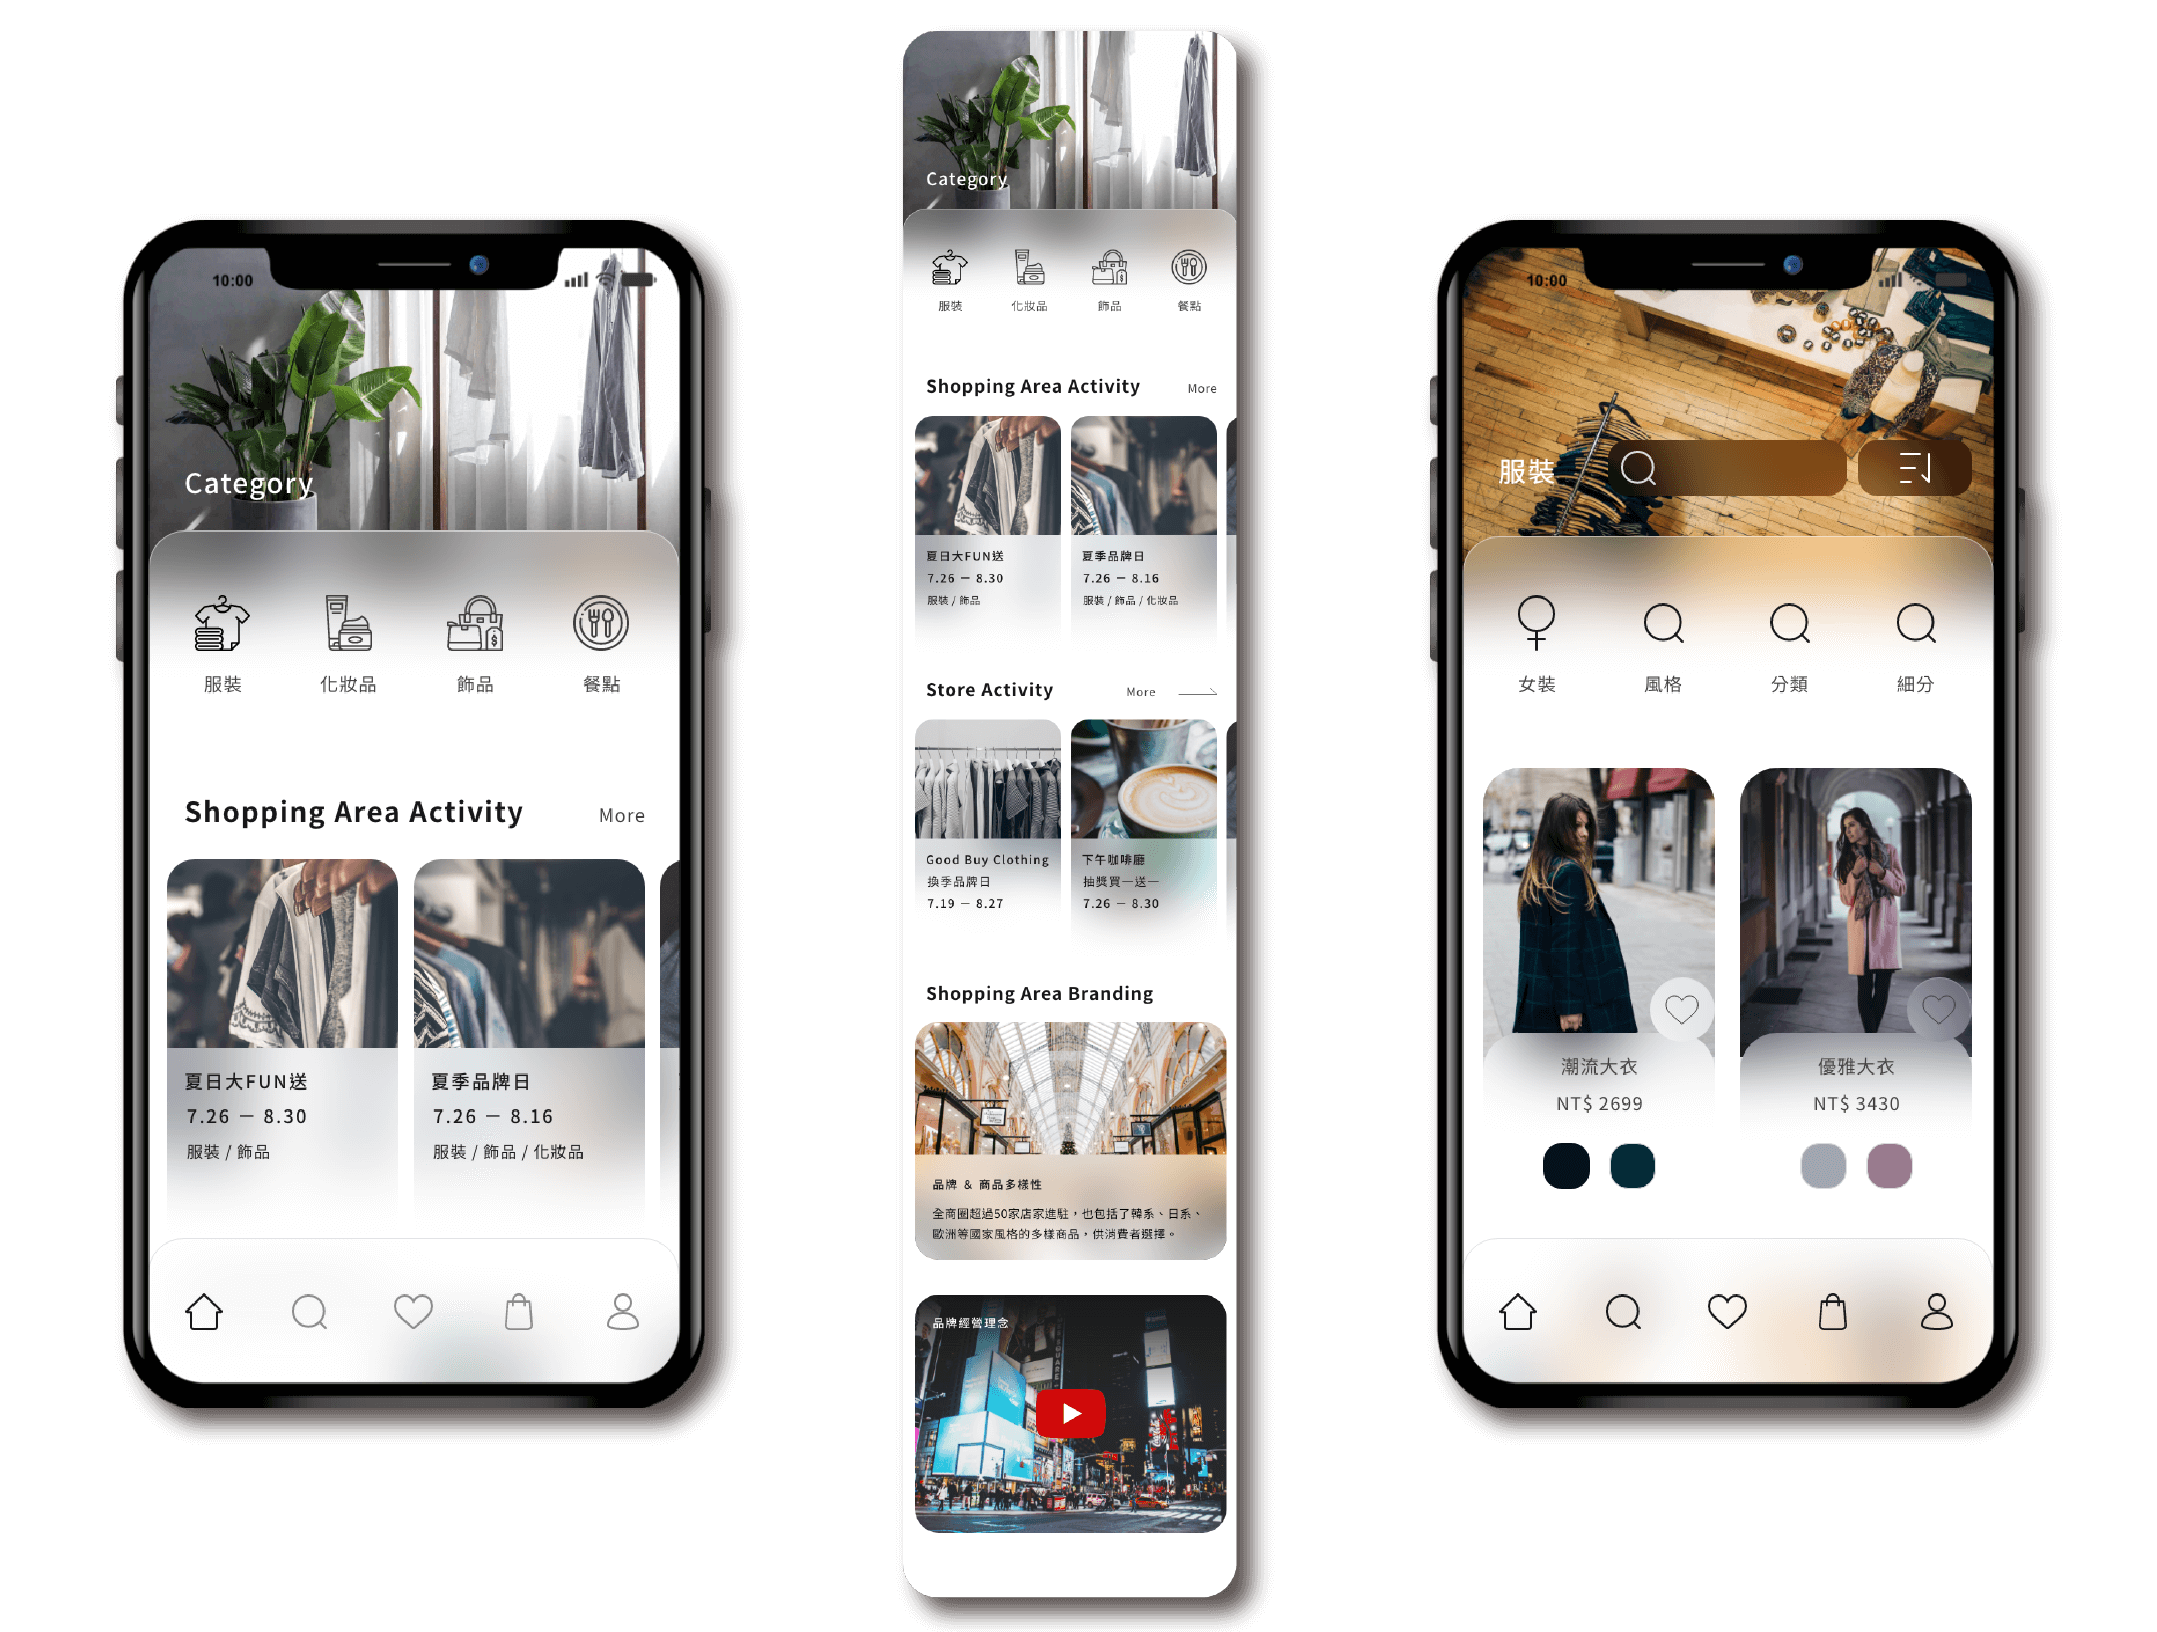 10:00
Category
服裝
化妝品
飾品
餐點
Shopping Area Activity
More
夏日大FUN送
7.26 － 8.30
服裝 / 飾品
夏季品牌日
7.26 － 8.16
服裝 / 飾品 / 化妝品
Category
服裝
化妝品
飾品
餐點
Shopping Area Activity
More
夏日大FUN送
7.26 － 8.30
服裝 / 飾品
夏季品牌日
7.26 － 8.16
服裝 / 飾品 / 化妝品
Store Activity
More
Good Buy Clothing
換季品牌日
7.19 － 8.27
下午咖啡廳
抽獎買一送一
7.26 － 8.30
Shopping Area Branding
品牌 ＆ 商品多樣性
全商圈超過50家店家進駐，也包括了韓系、日系、
歐洲等國家風格的多樣商品，供消費者選擇。
品牌經營理念
10:00
服裝
女裝
風格
分類
細分
潮流大衣
NT$ 2699
優雅大衣
NT$ 3430